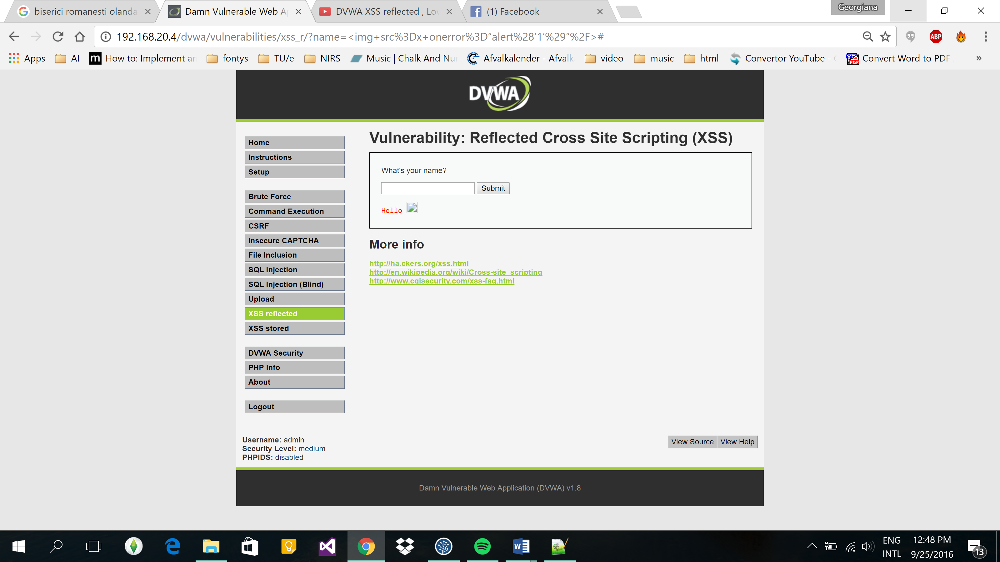 biserici romanesti olanda
Damn Vulnerable Web A
DVWA XSS reflected , Lo
(1) Facebook
Georgiana
192.168.20.4/dvwa/vulnerabilities/xss_r/?name=<img+src%3Dx+onerror%3D”alert%28‘1’%29”%2F>#
ABP
Apps
AI
m How to: Implement an
fontys
TU/e
NIRS
Music | Chalk And Nu
Afvalkalender - Afvalk
video
music
html
Convertor YouTube -
Convert Word to PDF
»
DVWA
Vulnerability: Reflected Cross Site Scripting (XSS)
Home
Instructions
Setup
Brute Force
Command Execution
CSRF
Insecure CAPTCHA
File Inclusion
SQL Injection
SQL Injection (Blind)
Upload
XSS reflected
XSS stored
DVWA Security
PHP Info
About
Logout
What's your name?
Submit
Hello
More info
http://ha.ckers.org/xss.html
http://en.wikipedia.org/wiki/Cross-site_scripting
http://www.cgisecurity.com/xss-faq.html
Username: admin
Security Level: medium
PHPIDS: disabled
View Source
View Help
Damn Vulnerable Web Application (DVWA) v1.8
ENG
INTL
12:48 PM
9/25/2016
13